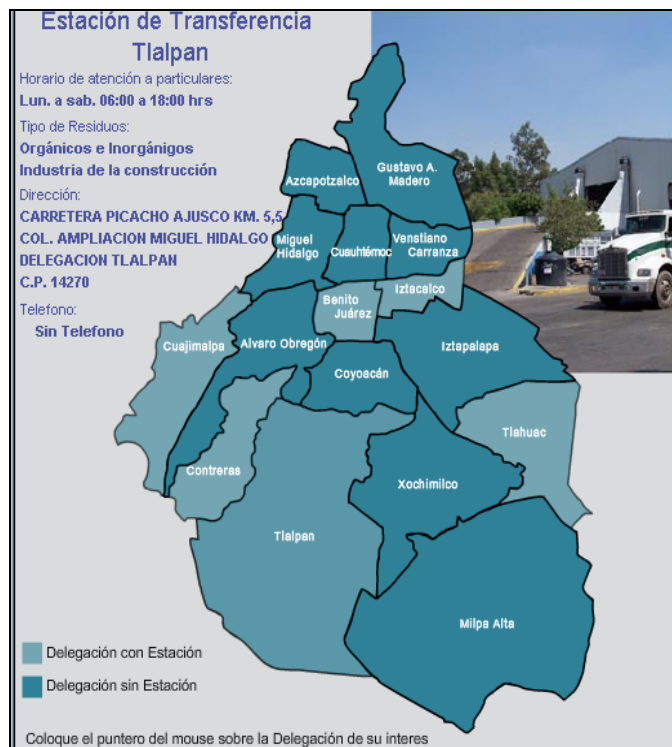 Estación de Transferencia
Tlalpan
Horario de atención a particulares:
Lun. a sab. 06:00 a 18:00 hrs
Tipo de Residuos:
Orgánicos e Inorgánigos
Industria de la construcción
Dirección:
CARRETERA PICACHO AJUSCO KM. 5,5
COL. AMPLIACION MIGUEL HIDALGO
DELEGACION TLALPAN
C.P. 14270
Telefono:
Sin Telefono
Gustavo A.
Madero
Azcapotzalco
Miguel
Hidalgo
Cuauhtémoc
Venstiano
Carranza
Iztacalco
Benito
Juárez
Cuajimalpa
Alvaro Obregón
Iztapalapa
Coyoacán
Tlahuac
Contreras
Xochimilco
Tlalpan
Milpa Alta
Delegación con Estación
Delegación sin Estación
Coloque el puntero del mouse sobre la Delegación de su interes